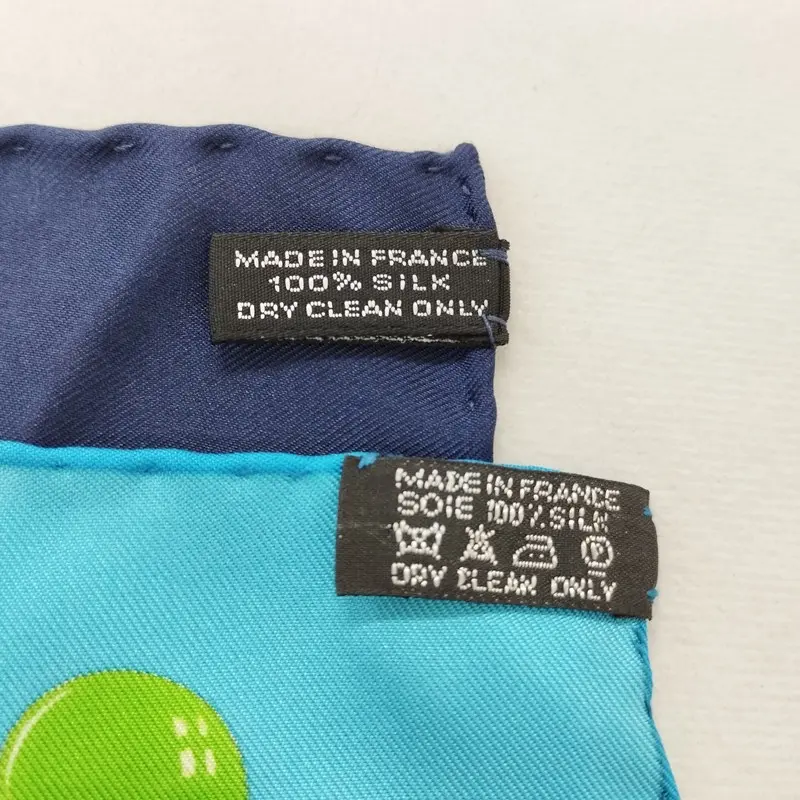 MADE IN FRANCE
100% SILK
DRY CLEAN ONLY
MADE IN FRANCE
SOIE 100% SILK
P
DRY CLEAN ONLY